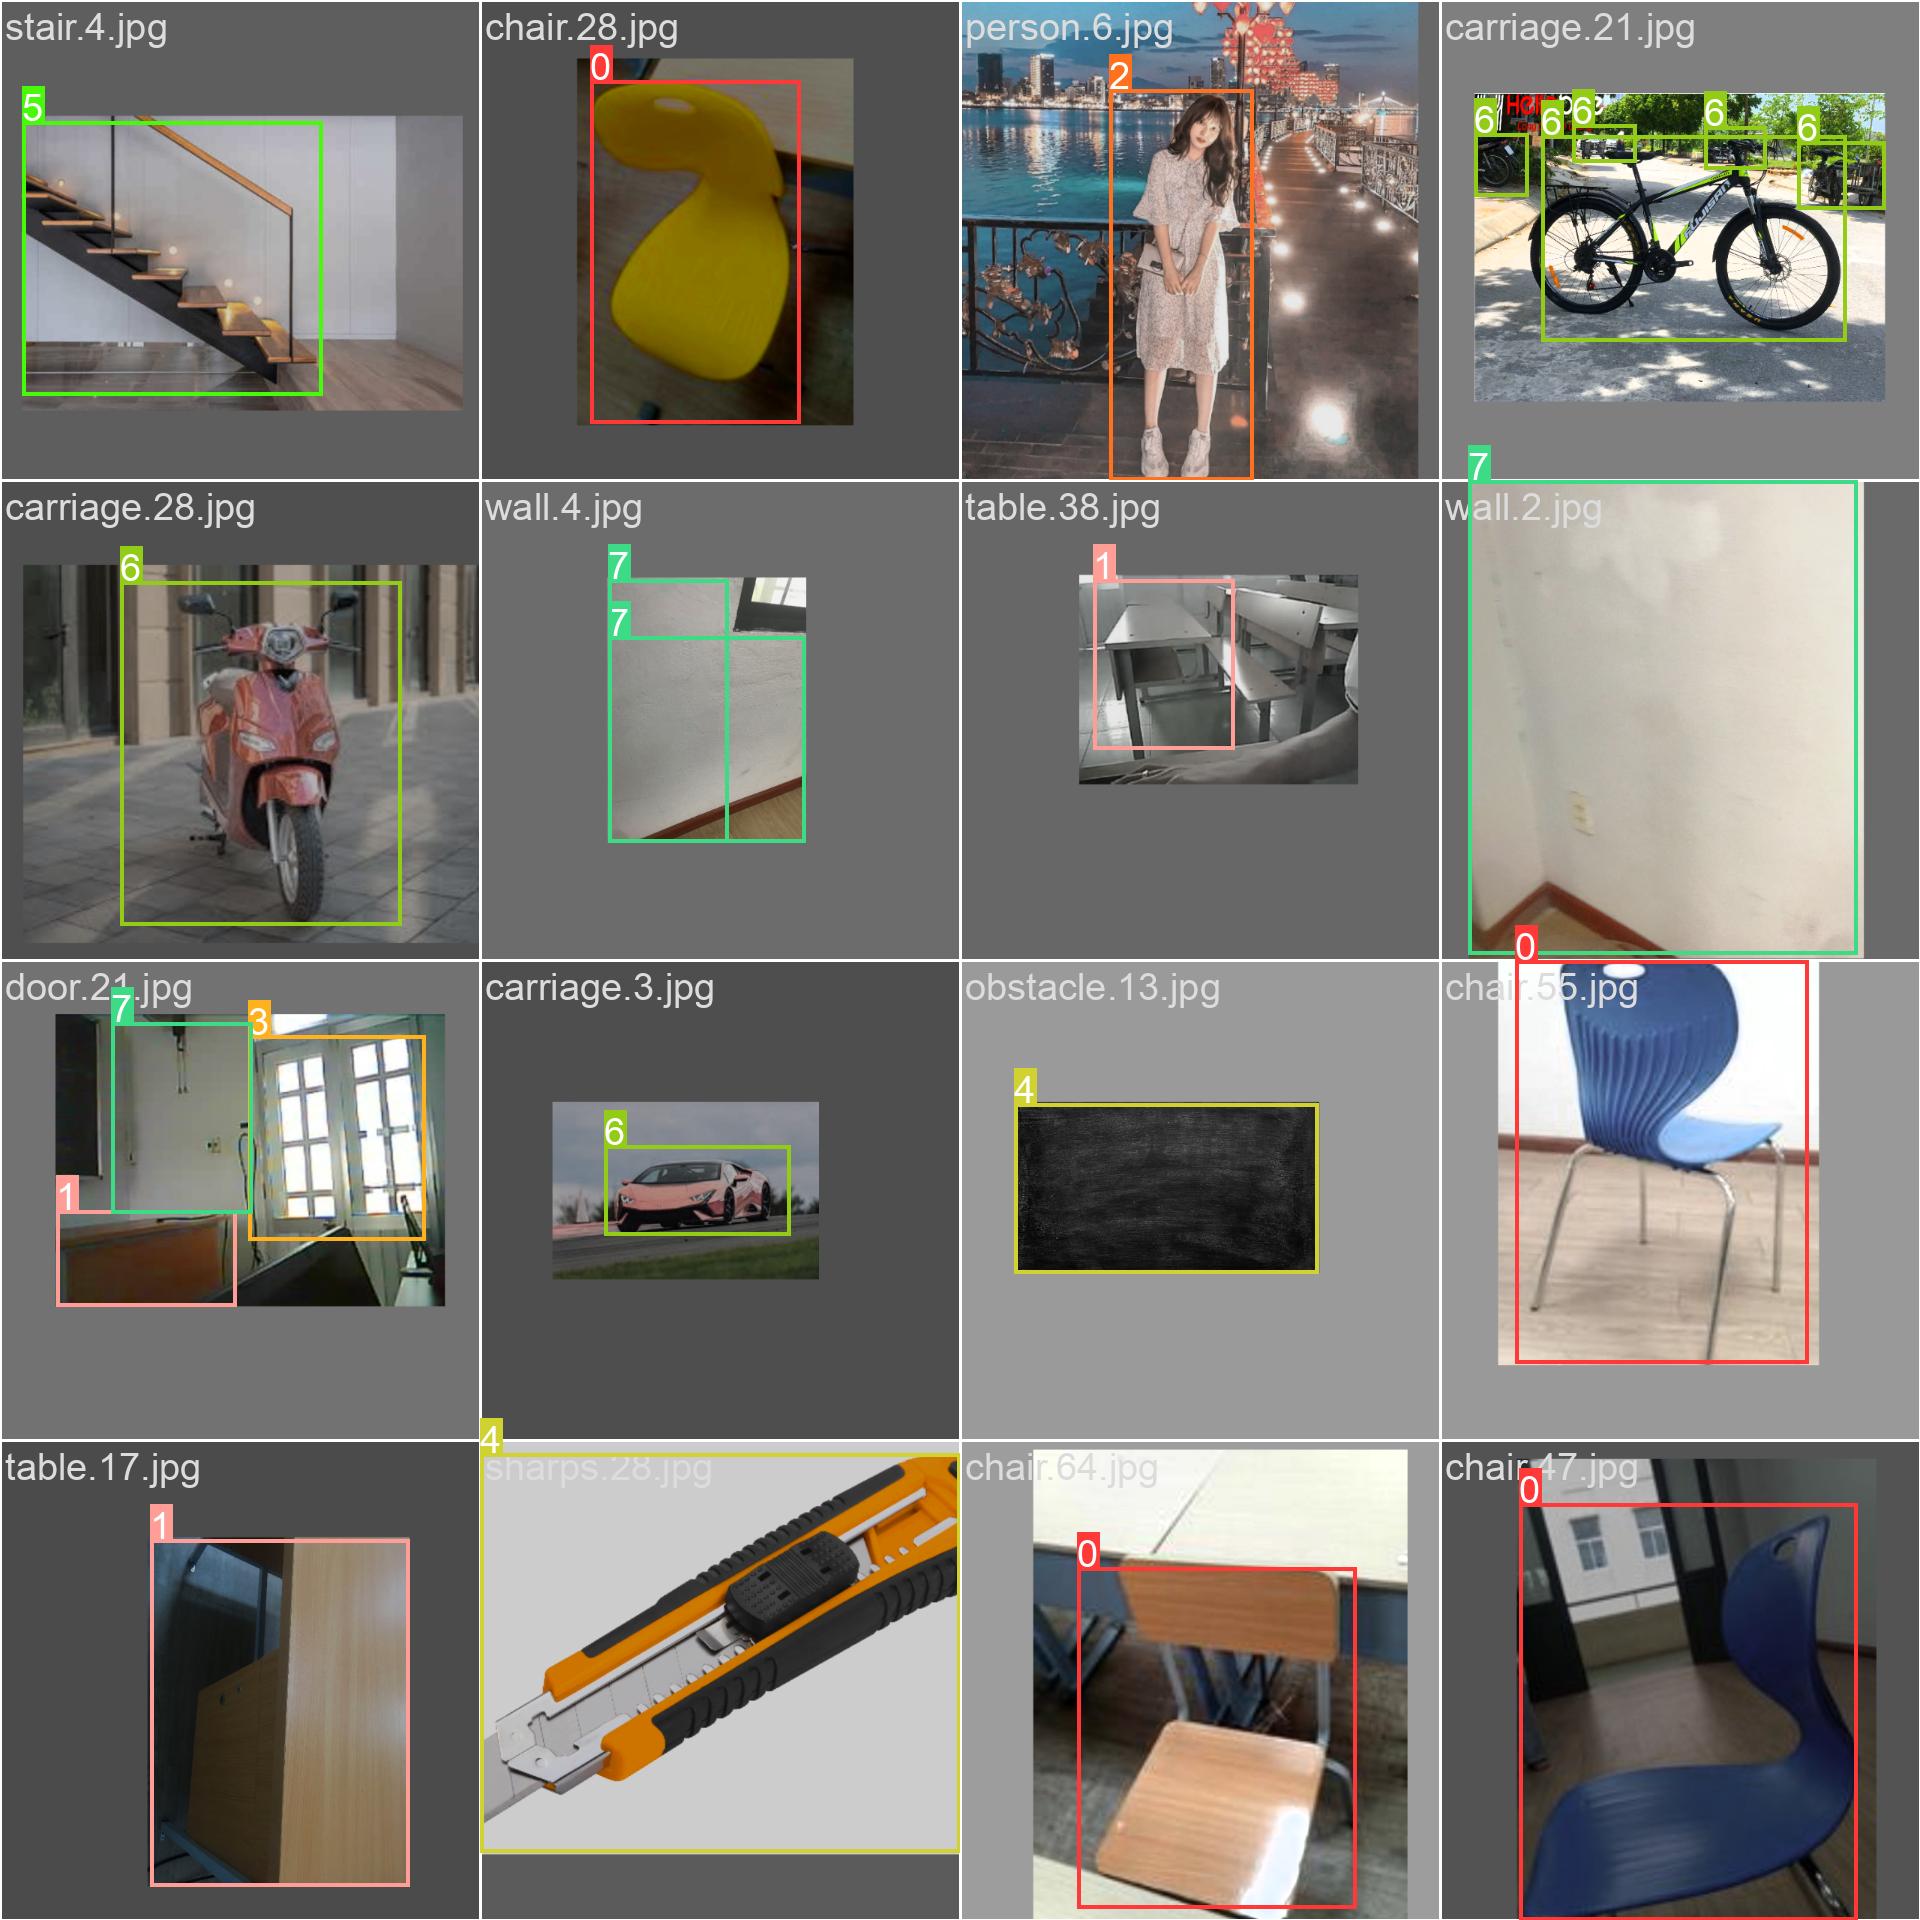 stair.4.jpg
5
chair.28.jpg
0
person.6.jpg
2
carriage.21.jpg
6
6
6
6
6
FUJISAN
carriage.28.jpg
6
wall.4.jpg
7
7
table.38.jpg
1
wall.2.jpg
7
door.21.jpg
7
3
1
carriage.3.jpg
6
obstacle.13.jpg
4
chair.55.jpg
0
table.17.jpg
1
sharps.28.jpg
4
chair.64.jpg
0
chair.47.jpg
0